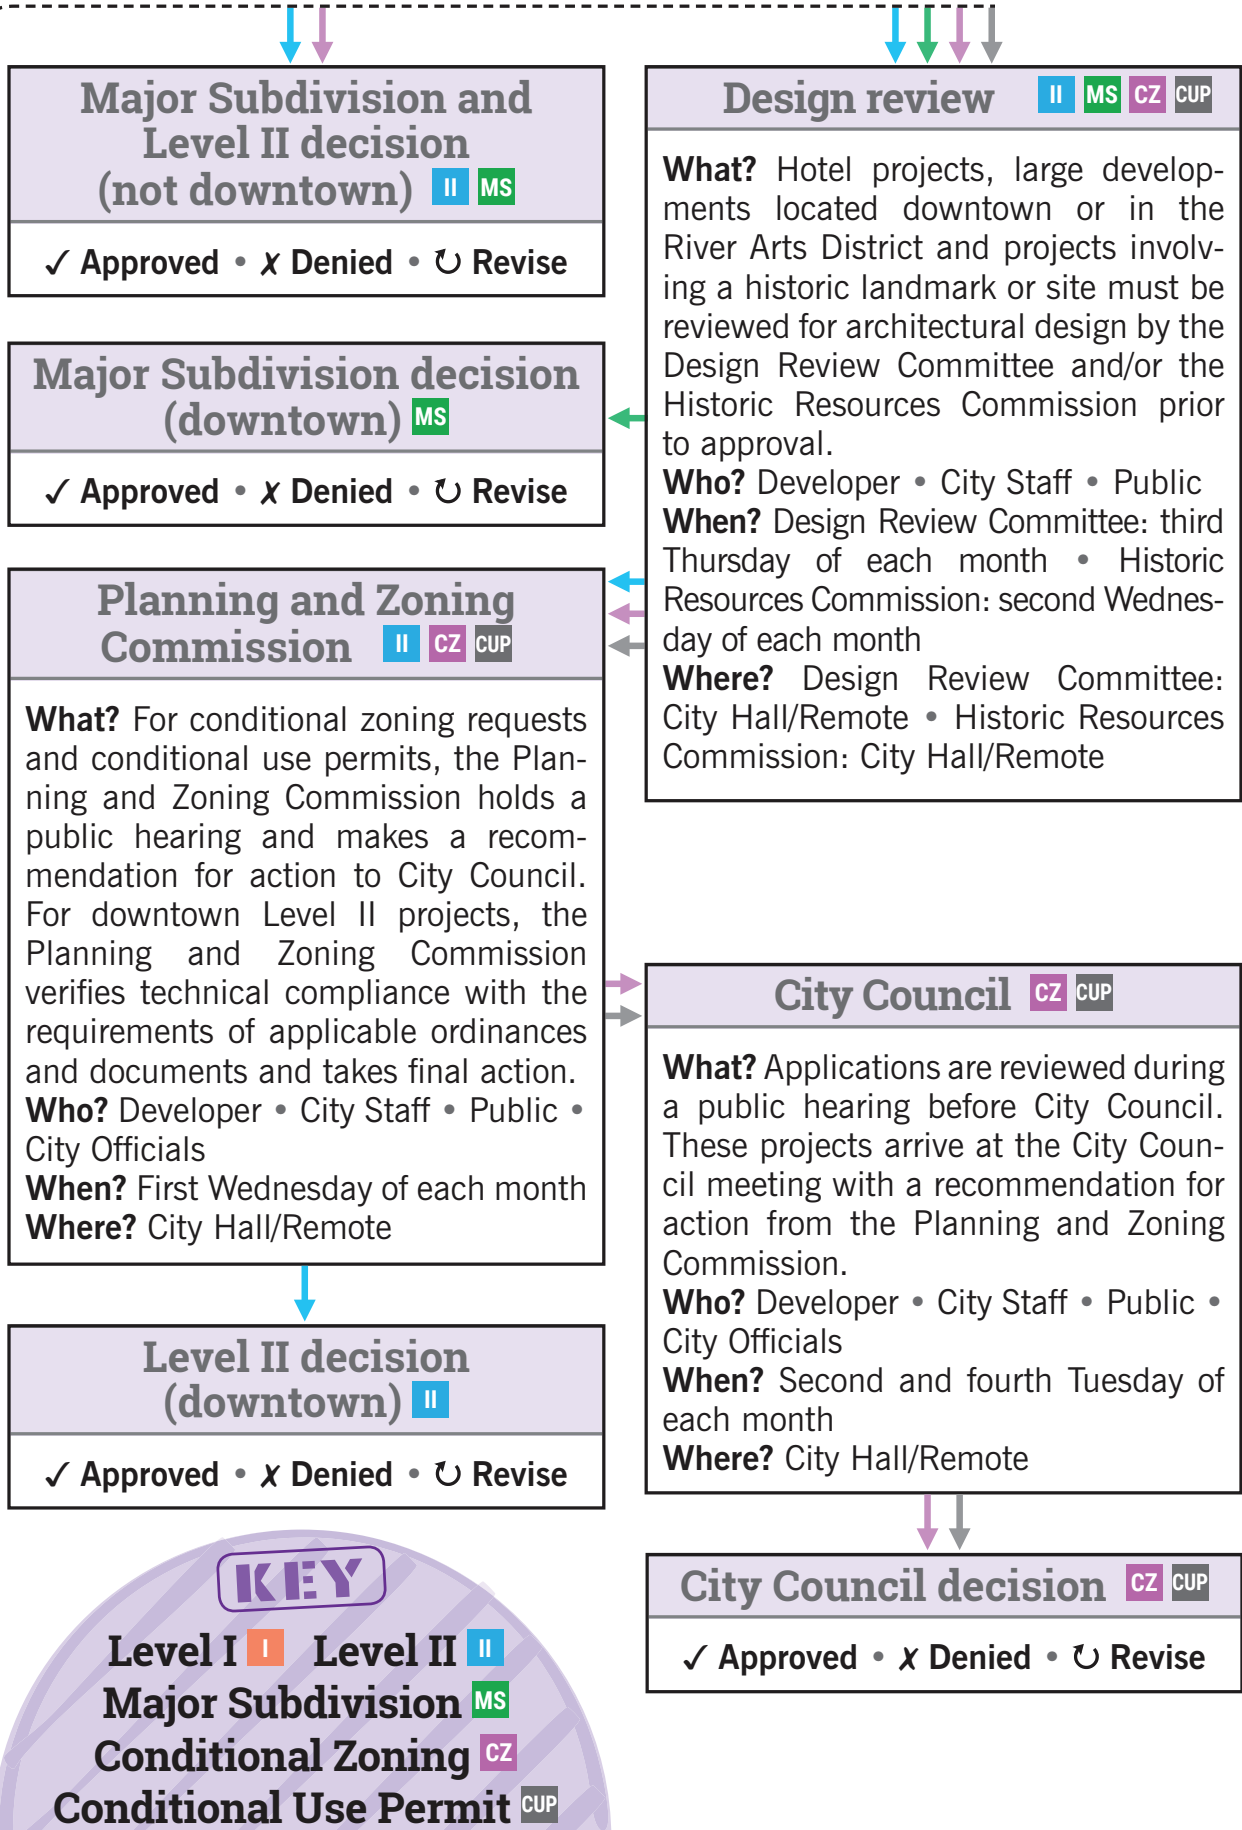 Major Subdivision and
Level II decision
(not downtown) II MS
✓ Approved • ✗ Denied • ↻ Revise
Major Subdivision decision
(downtown) MS
✓ Approved • ✗ Denied • ↻ Revise
Planning and Zoning
Commission II CZ CUP
What? For conditional zoning requests
and conditional use permits, the Plan-
ning and Zoning Commission holds a
public hearing and makes a recom-
mendation for action to City Council.
For downtown Level II projects, the
Planning and Zoning Commission
verifies technical compliance with the
requirements of applicable ordinances
and documents and takes final action.
Who? Developer • City Staff • Public •
City Officials
When? First Wednesday of each month
Where? City Hall/Remote
Level II decision
(downtown) II
✓ Approved • ✗ Denied • ↻ Revise
Design review II MS CZ CUP
What? Hotel projects, large develop-
ments located downtown or in the
River Arts District and projects involv-
ing a historic landmark or site must be
reviewed for architectural design by the
Design Review Committee and/or the
Historic Resources Commission prior
to approval.
Who? Developer • City Staff • Public
When? Design Review Committee: third
Thursday of each month • Historic
Resources Commission: second Wednes-
day of each month
Where? Design Review Committee:
City Hall/Remote • Historic Resources
Commission: City Hall/Remote
City Council CZ CUP
What? Applications are reviewed during
a public hearing before City Council.
These projects arrive at the City Coun-
cil meeting with a recommendation for
action from the Planning and Zoning
Commission.
Who? Developer • City Staff • Public •
City Officials
When? Second and fourth Tuesday of
each month
Where? City Hall/Remote
City Council decision CZ CUP
✓ Approved • ✗ Denied • ↻ Revise
KEY
Level I I Level II II
Major Subdivision MS
Conditional Zoning CZ
Conditional Use Permit CUP